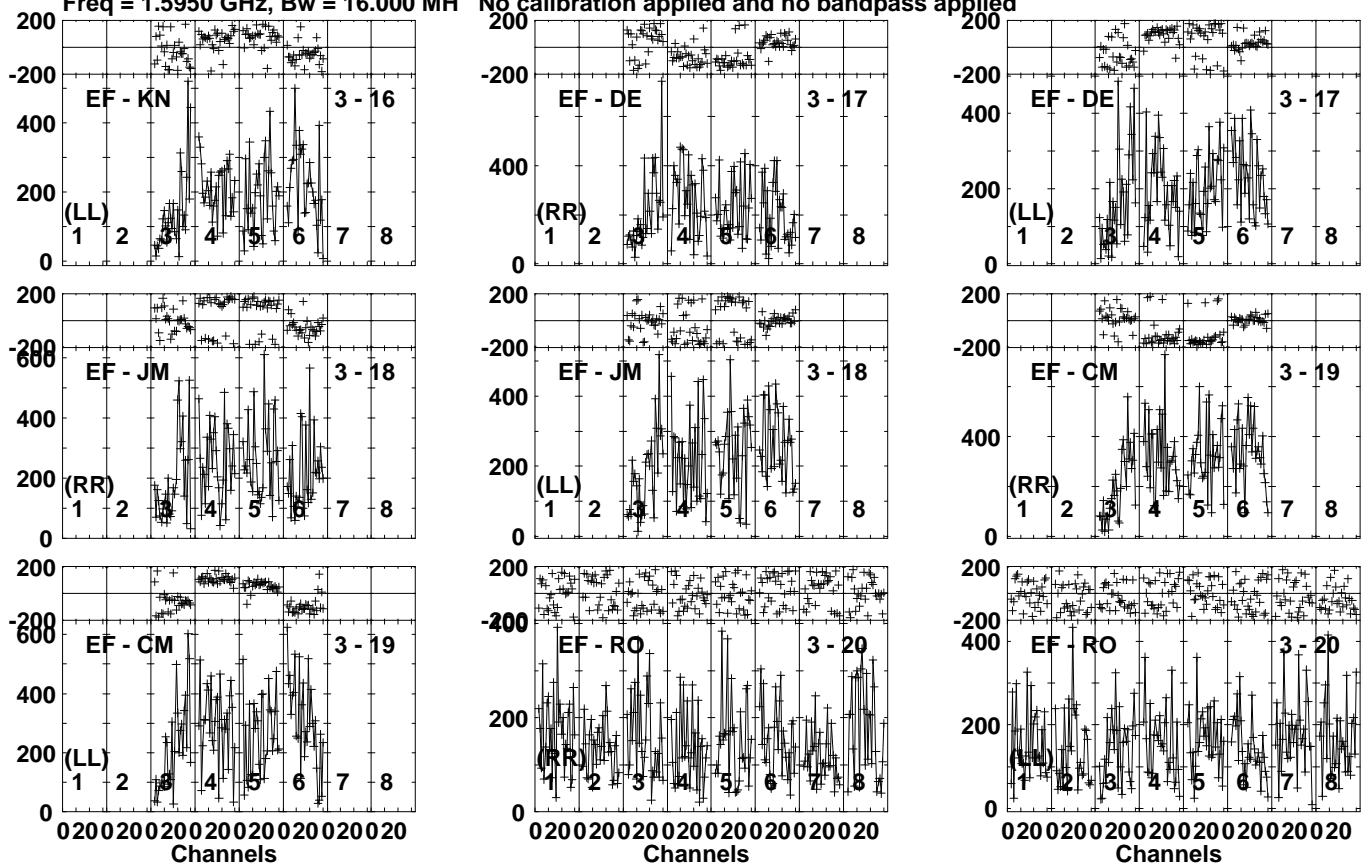 Freq = 1.5950 GHz, Bw = 16.000 MH No calibration applied and no bandpass applied
200
-200
EF - KN 3 - 16
400
200
0
(LL)
1 2 3 4 5 6 7 8
EF - DE 3 - 17
400
0
(RR)
1 2 3 4 5 6 7 8
200
-200
EF - DE 3 - 17
400
200
0
(LL)
1 2 3 4 5 6 7 8
200
-200
600
EF - JM 3 - 18
400
200
0
(RR)
1 2 3 4 5 6 7 8
200
-200
EF - JM 3 - 18
400
200
0
(LL)
1 2 3 4 5 6 7 8
200
-200
EF - CM 3 - 19
400
0
(RR)
1 2 3 4 5 6 7 8
200
-200
600
EF - CM 3 - 19
400
200
0
(LL)
1 2 3 4 5 6 7 8
0 20 0 20 0 20 0 20 0 20 0 20 0 20 0 20
Channels
200
-200
400
EF - RO 3 - 20
200
0
(RR)
1 2 3 4 5 6 7 8
0 20 0 20 0 20 0 20 0 20 0 20 0 20 0 20
Channels
200
-200
400
EF - RO 3 - 20
200
0
(LL)
1 2 3 4 5 6 7 8
0 20 0 20 0 20 0 20 0 20 0 20 0 20 0 20
Channels